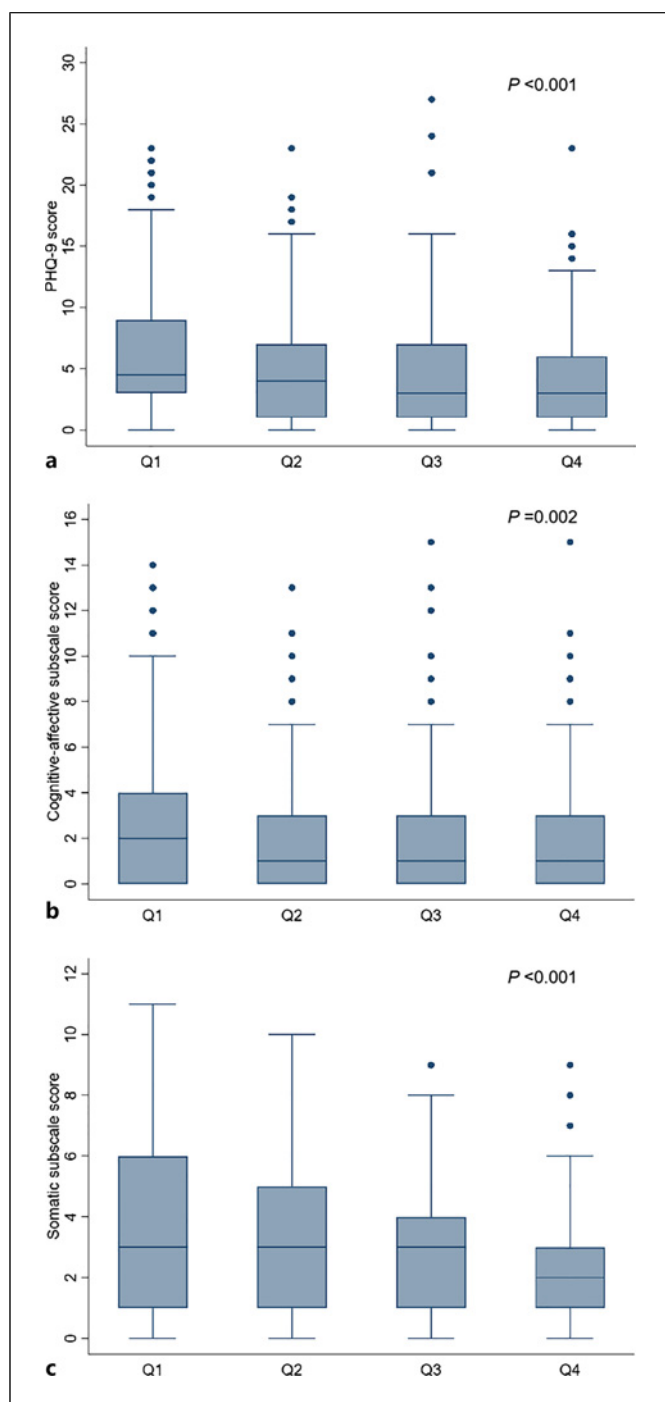 30
25
20
15
10
5
0
PHQ-9 score
P <0.001
Q1 Q2 Q3 Q4
a
16
14
12
10
8
6
4
2
0
Cognitive-affective subscale score
P =0.002
Q1 Q2 Q3 Q4
b
12
10
8
6
4
2
0
Somatic subscale score
P <0.001
Q1 Q2 Q3 Q4
c